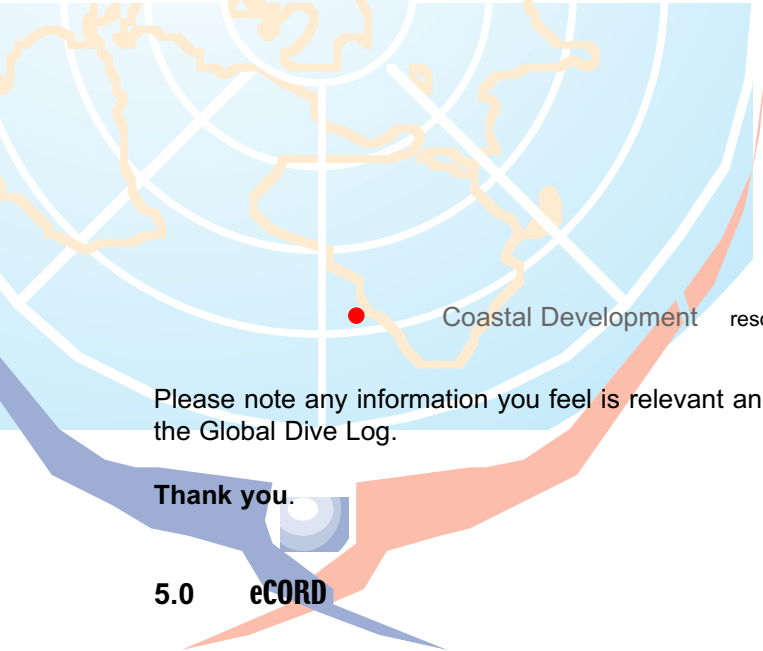 Coastal Development
Please note any information you feel is relevant
the Global Dive Log.
Thank you.
5.0 eCORD